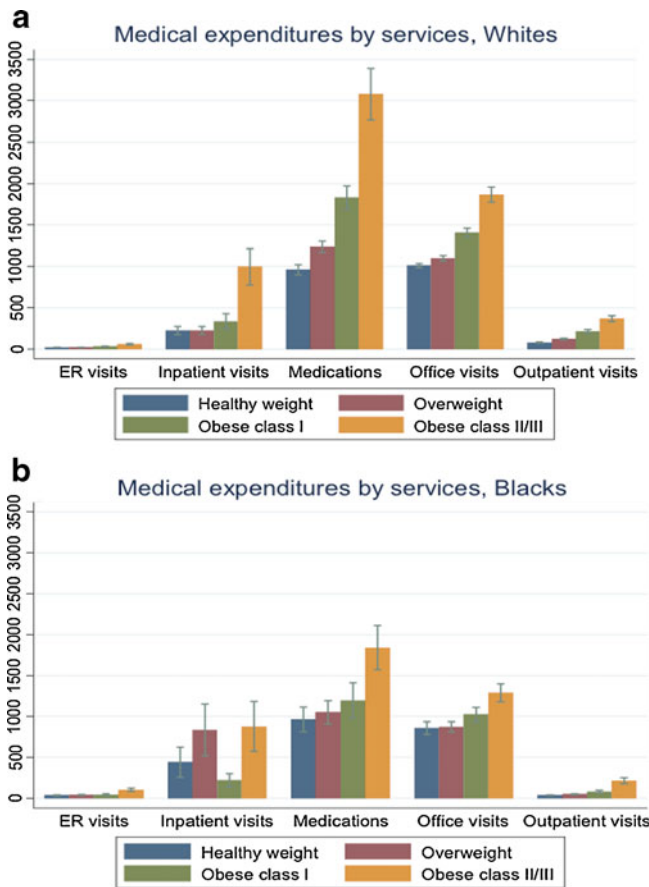 a
Medical expenditures by services, Whites
3500
3000
2500
2000
1500
1000
500
0
ER visits Inpatient visits Medications Office visits Outpatient visits
Healthy weight Overweight
Obese class I Obese class II/III
b
Medical expenditures by services, Blacks
3500
3000
2500
2000
1500
1000
500
0
ER visits Inpatient visits Medications Office visits Outpatient visits
Healthy weight Overweight
Obese class I Obese class II/III